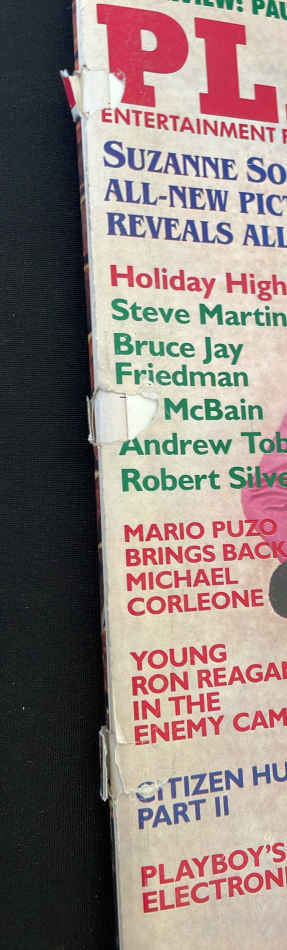 VIEW: PAU
PL
ENTERTAINMENT F
SUZANNE SO
ALL-NEW PICT
REVEALS ALL
Holiday High
Steve Martin
Bruce Jay
Friedman
McBain
Andrew Tob
Robert Silve
MARIO PUZO
BRINGS BACK
MICHAEL
CORLEONE
YOUNG
RON REAGAN
IN THE
ENEMY CAM
CITIZEN HU
PART II
PLAYBOY'S
ELECTRONI